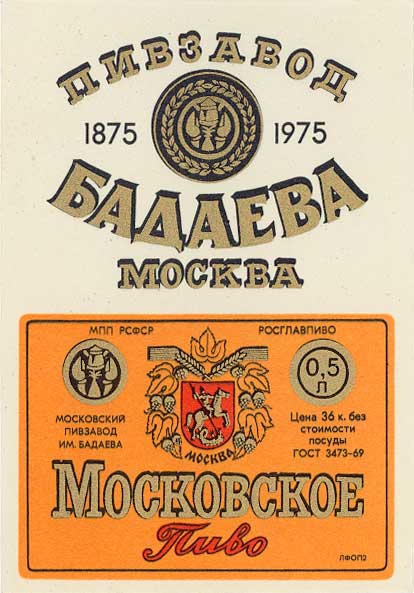 ПИВЗАВОД
1875 1975
БАДАЕВА
МОСКВА
МПП РСФСР РОСГЛАВПИВО
0,5
Л
МОСКОВСКИЙ
ПИВЗАВОД
ИМ. БАДАЕВА
Цена 36 к. без
стоимости
посуды
ГОСТ 3473-69
МОСКВА
МОСКОВСКОЕ
Пиво
ЛФОП2